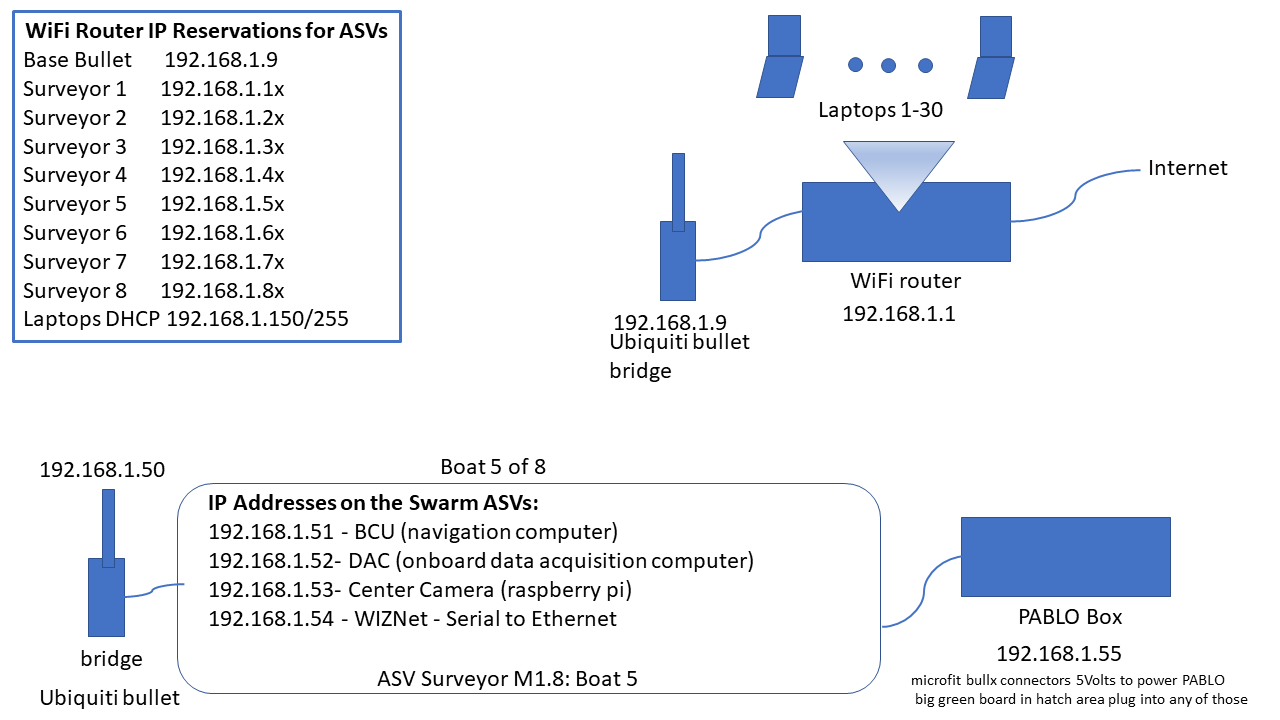 WiFi Router IP Reservations for ASVs
Base Bullet 192.168.1.9
Surveyor 1 192.168.1.1x
Surveyor 2 192.168.1.2x
Surveyor 3 192.168.1.3x
Surveyor 4 192.168.1.4x
Surveyor 5 192.168.1.5x
Surveyor 6 192.168.1.6x
Surveyor 7 192.168.1.7x
Surveyor 8 192.168.1.8x
Laptops DHCP 192.168.1.150/255
Laptops 1-30
Internet
WiFi router
192.168.1.1
192.168.1.9
Ubiquiti bullet
bridge
Boat 5 of 8
192.168.1.50
IP Addresses on the Swarm ASVs:
192.168.1.51 - BCU (navigation computer)
192.168.1.52- DAC (onboard data acquisition computer)
192.168.1.53- Center Camera (raspberry pi)
192.168.1.54 - WIZNet - Serial to Ethernet
ASV Surveyor M1.8: Boat 5
bridge
Ubiquiti bullet
PABLO Box
192.168.1.55
microfit bullx connectors 5Volts to power PABLO
big green board in hatch area plug into any of those